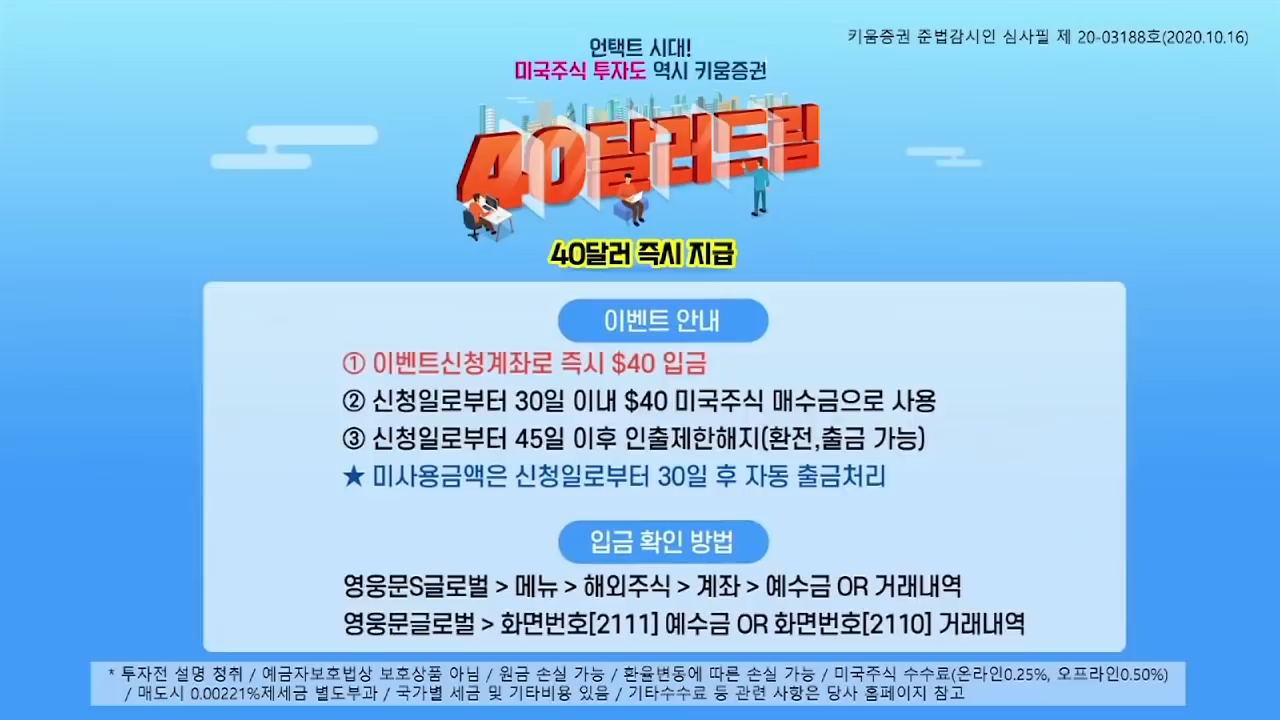 키움증권 준법감시인 심사필 제 20-03188호(2020.10.16)
언택트 시대!
미국주식 투자도 역시 키움증권
40달러드림
40달러 즉시 지급
이벤트 안내
① 이벤트신청계좌로 즉시 $40 입금
② 신청일로부터 30일 이내 $40 미국주식 매수금으로 사용
③ 신청일로부터 45일 이후 인출제한해지(환전,출금 가능)
★ 미사용금액은 신청일로부터 30일 후 자동 출금처리
입금 확인 방법
영웅문S글로벌 > 메뉴 > 해외주식 > 계좌 > 예수금 OR 거래내역
영웅문글로벌 > 화면번호[2111] 예수금 OR 화면번호[2110] 거래내역
* 투자전 설명 청취 / 예금자보호법상 보호상품 아님 / 원금 손실 가능 / 환율변동에 따른 손실 가능 / 미국주식 수수료(온라인0.25%, 오프라인0.50%)
/ 매도시 0.00221%제세금 별도부과 / 국가별 세금 및 기타비용 있음 / 기타수수료 등 관련 사항은 당사 홈페이지 참고